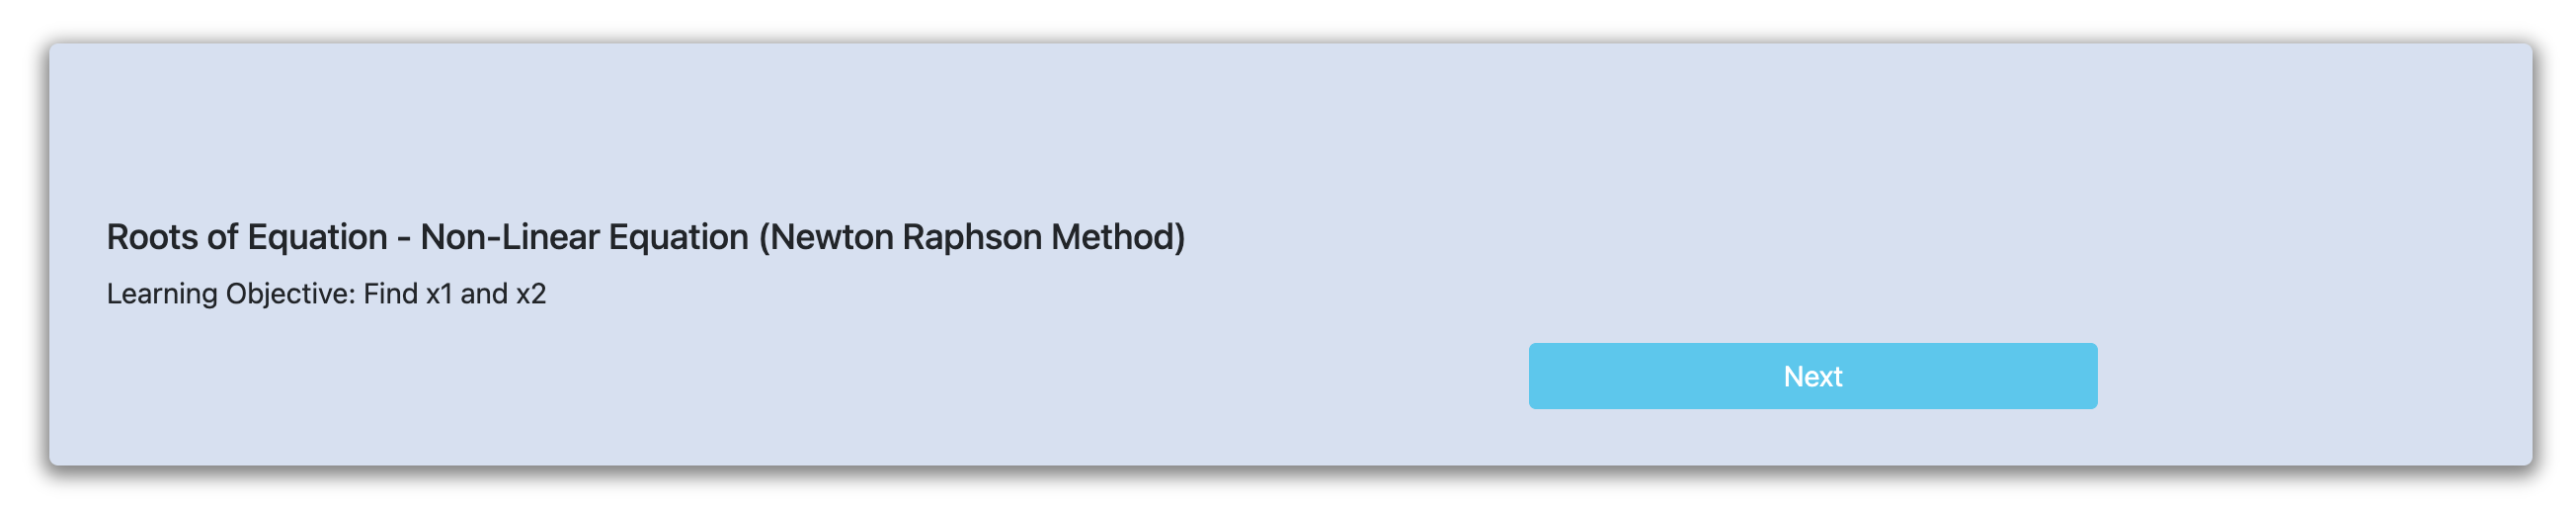 Roots of Equation - Non-Linear Equation (Newton Raphson Method)
Learning Objective: Find x1 and x2
Next